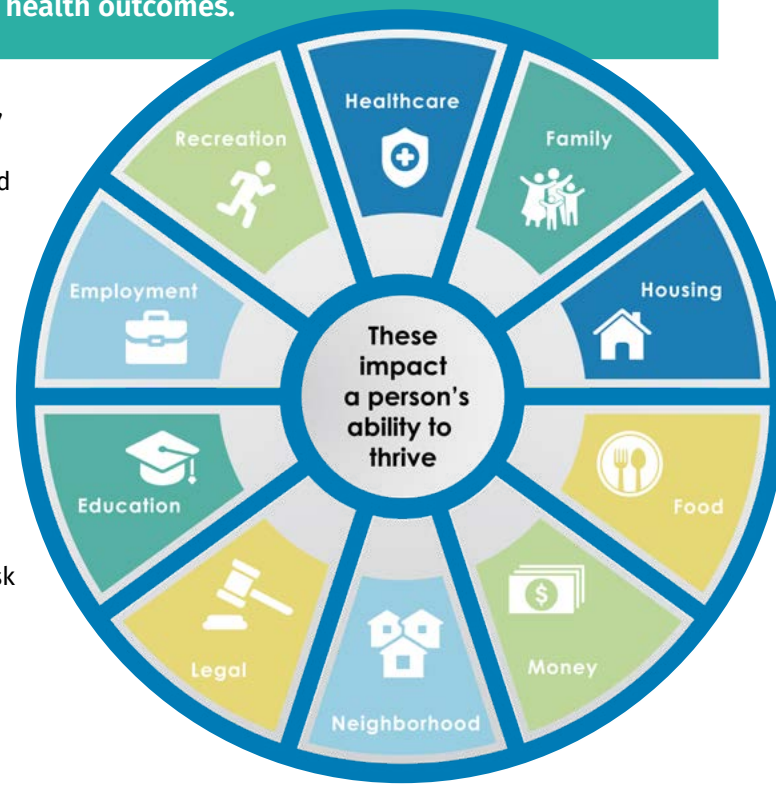 health outcomes.
Healthcare
Family
Housing
Food
Money
Neighborhood
Legal
Education
Employment
Recreation
These
impact
a person's
ability to
thrive
$